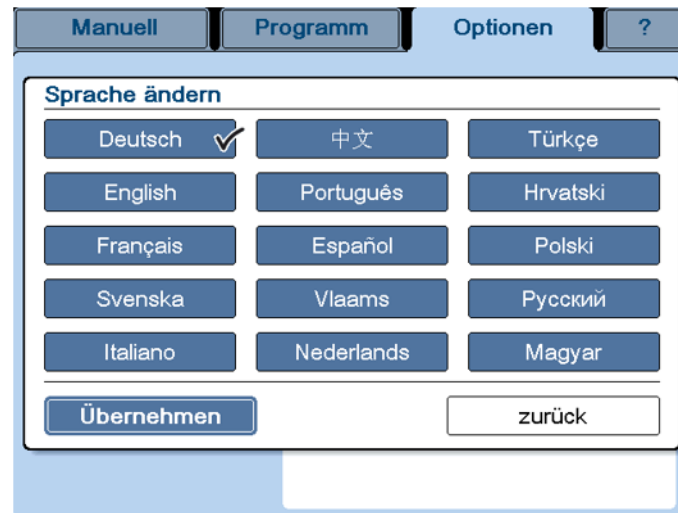 Manuell Programm Optionen ?
Sprache ändern
Deutsch 中文 Türkçe
English Português Hrvatski
Français Español Polski
Svenska Vlaams Русский
Italiano Nederlands Magyar
Übernehmen zurück